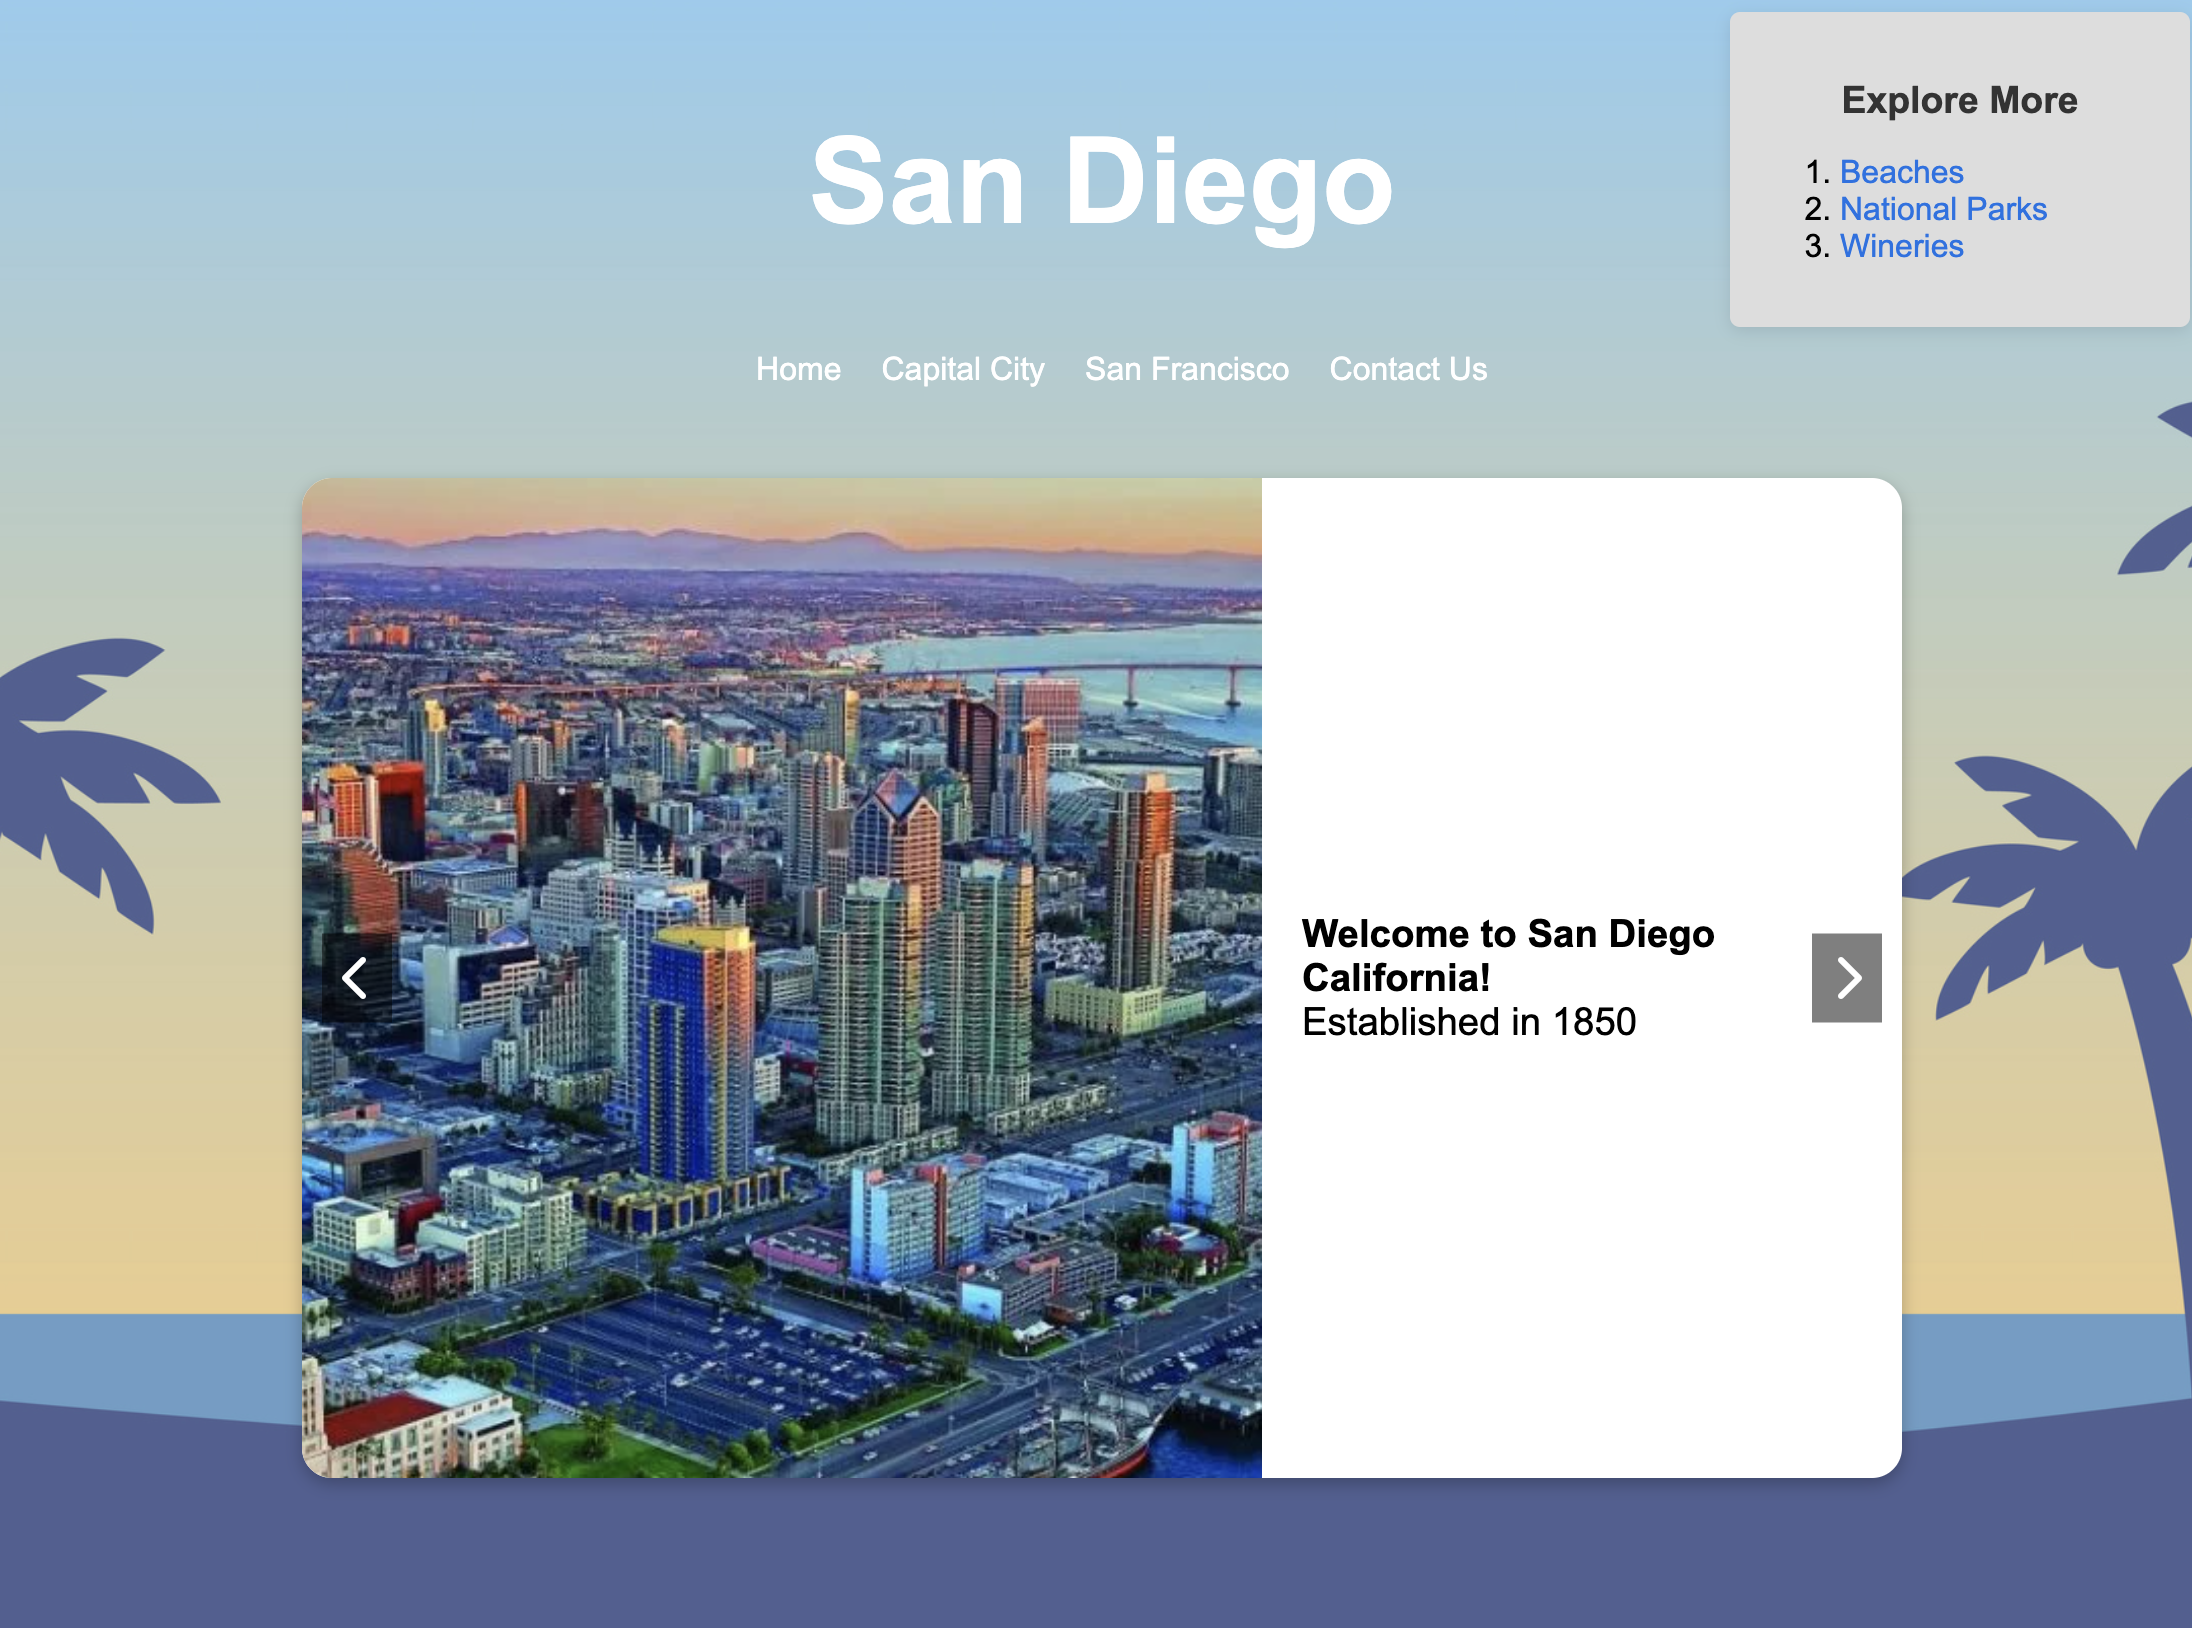 San Diego
Explore More
1. Beaches
2. National Parks
3. Wineries
Home Capital City San Francisco Contact Us
Welcome to San Diego
California!
Established in 1850